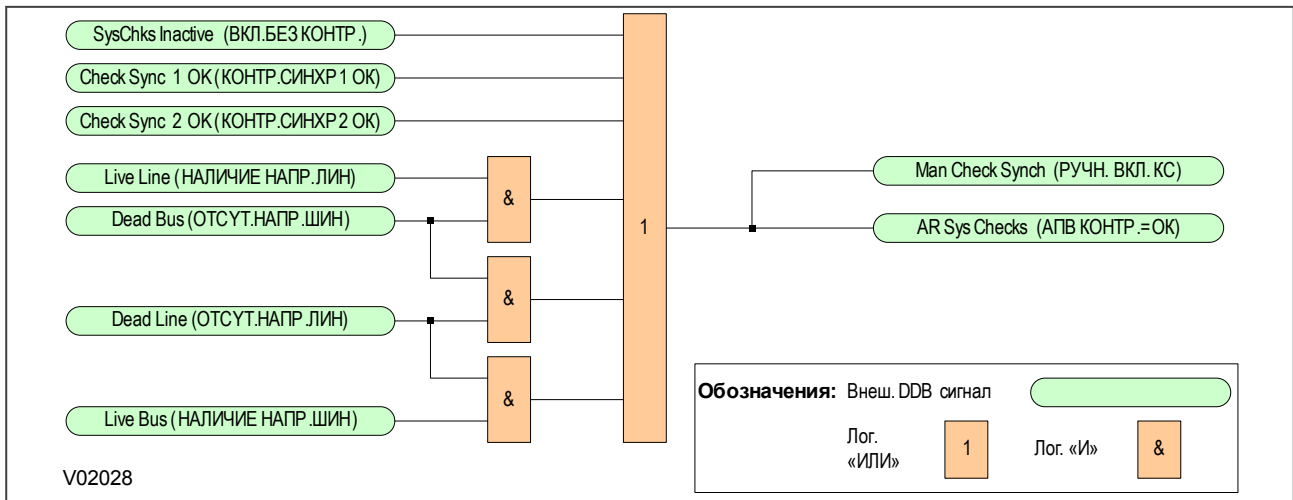 SysChks Inactive (ВКЛ.БЕЗ КОНТР.)
Check Sync 1 OK (КОНТР.СИНХР 1 ОК)
Check Sync 2 OK (КОНТР.СИНХР 2 ОК)
Live Line (НАЛИЧИЕ НАПР.ЛИН)
Dead Bus (ОТСУТ.НАПР.ШИН)
Dead Line (ОТСУТ.НАПР.ЛИН)
Live Bus (НАЛИЧИЕ НАПР.ШИН)
&
&
&
1
Man Check Synch (РУЧН. ВКЛ. КС)
AR Sys Checks (АПВ КОНТР.=ОК)
Обозначения: Внеш. DDB сигнал
Лог.
«ИЛИ»
1
Лог. «И»
&
V02028